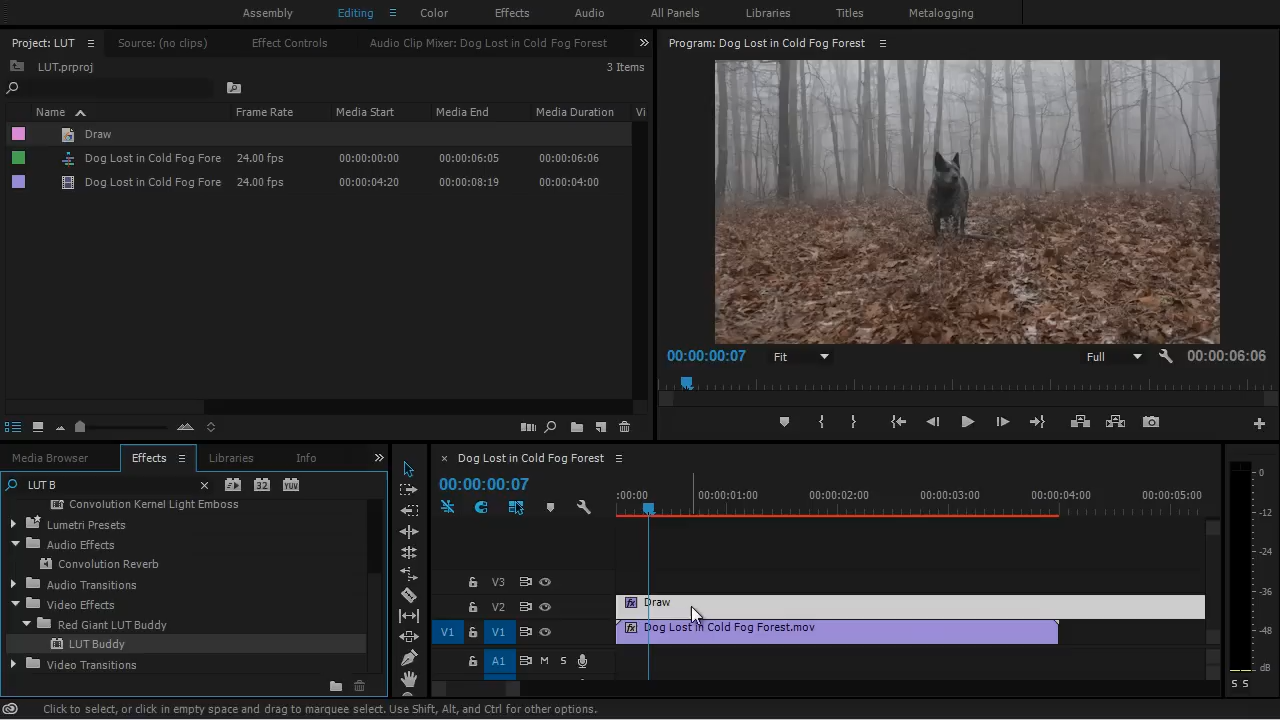 Assembly Editing Color Effects Audio All Panels Libraries Titles Metalogging
Project: LUT Source: (no clips) Effect Controls Audio Clip Mixer: Dog Lost in Cold Fog Forest
Program: Dog Lost in Cold Fog Forest
LUT.prproj 3 Items
Name Frame Rate Media Start Media End Media Duration Vi
Draw
Dog Lost in Cold Fog Fore 24.00 fps 00:00:00:00 00:00:06:05 00:00:06:06
Dog Lost in Cold Fog Fore 24.00 fps 00:00:04:20 00:00:08:19 00:00:04:00
00:00:00:07 Fit Full 00:00:06:06
Media Browser Effects Libraries Info
LUT B
Convolution Kernel Light Emboss
Lumetri Presets
Audio Effects
Convolution Reverb
Audio Transitions
Video Effects
Red Giant LUT Buddy
LUT Buddy
Video Transitions
× Dog Lost in Cold Fog Forest
00:00:00:07
:00:00 00:00:01:00 00:00:02:00 00:00:03:00 00:00:04:00 00:00:05:00
V3
V2 Draw
V1 V1 Dog Lost in Cold Fog Forest.mov
A1 M S
0
-12
-24
-36
dB
S S
Click to select, or click in empty space and drag to marquee select. Use Shift, Alt, and Ctrl for other options.